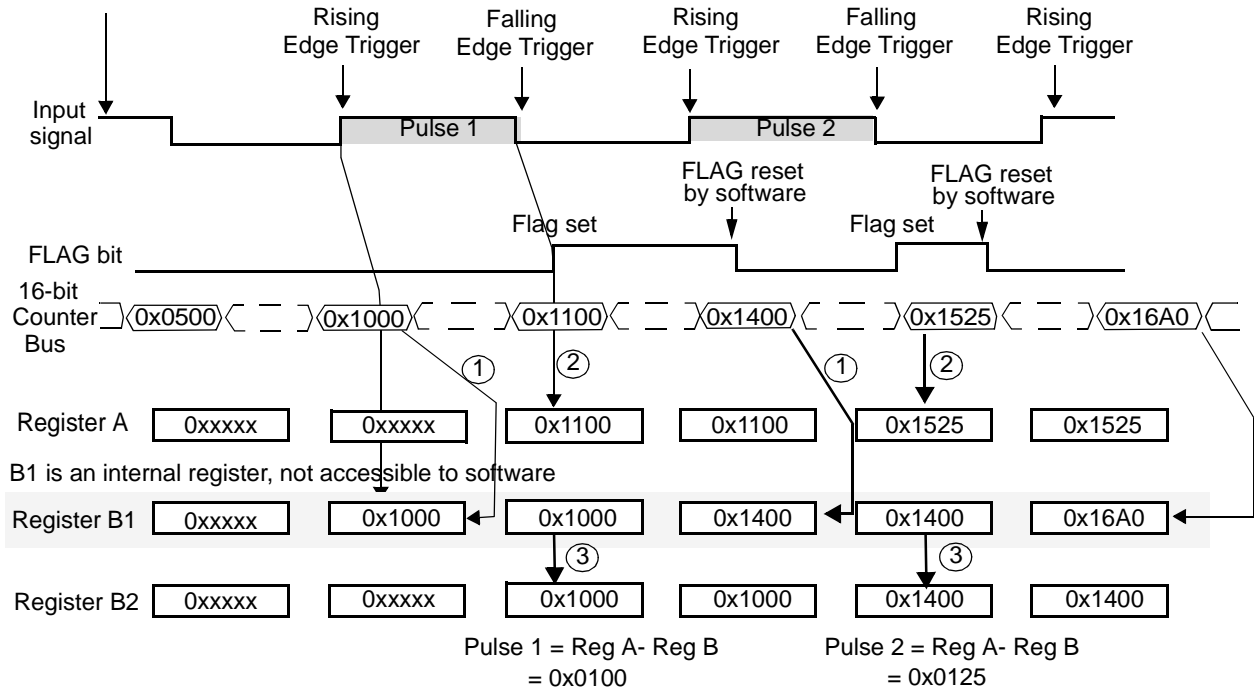 Rising Edge Trigger
Falling Edge Trigger
Rising Edge Trigger
Falling Edge Trigger
Rising Edge Trigger
Input signal
Pulse 1
Pulse 2
FLAG reset by software
FLAG reset by software
Flag set
Flag set
FLAG bit
16-bit Counter Bus
0x0500 0x1000 0x1100 0x1400 0x1525 0x16A0
1 2 1 2
Register A 0xxxxx 0xxxxx 0x1100 0x1100 0x1525 0x1525
B1 is an internal register, not accessible to software
Register B1 0xxxxx 0x1000 0x1000 0x1400 0x1400 0x16A0
3 3
Register B2 0xxxxx 0xxxxx 0x1000 0x1000 0x1400 0x1400
Pulse 1 = Reg A- Reg B
= 0x0100
Pulse 2 = Reg A- Reg B
= 0x0125